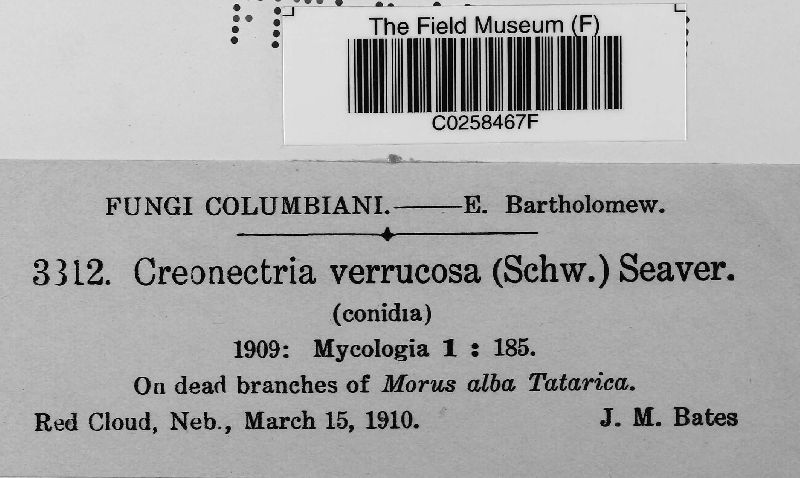 The Field Museum (F)
C0258467F
FUNGI COLUMBIANI.——E. Bartholomew.
3312. Creonectria verrucosa (Schw.) Seaver.
(conidia)
1909: Mycologia 1 : 185.
On dead branches of Morus alba Tatarica.
Red Cloud, Neb., March 15, 1910. J. M. Bates